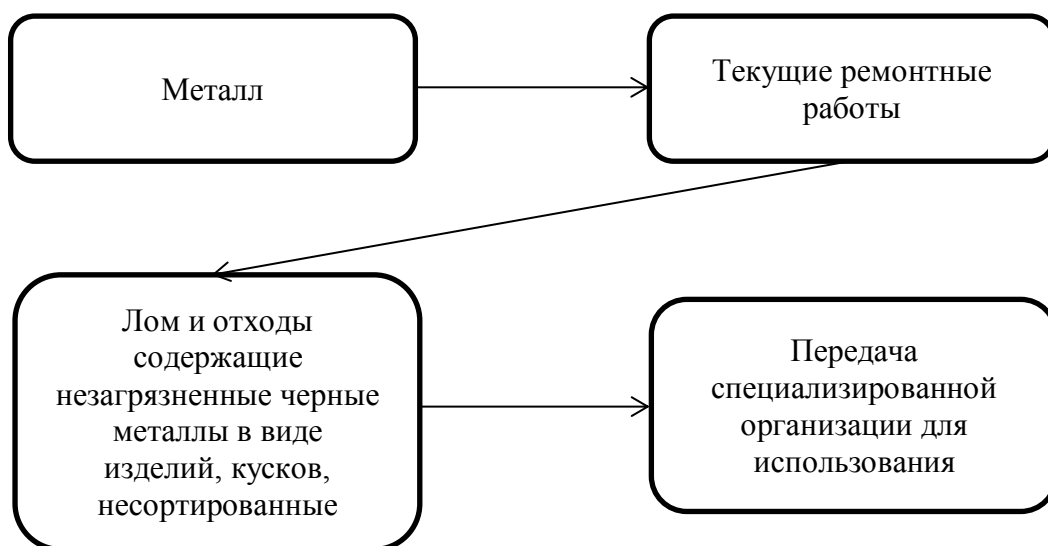 Металл
Текущие ремонтные
работы
Лом и отходы
содержащие
незагрязненные черные
металлы в виде
изделий, кусков,
несортированные
Передача
специализированной
организации для
использования